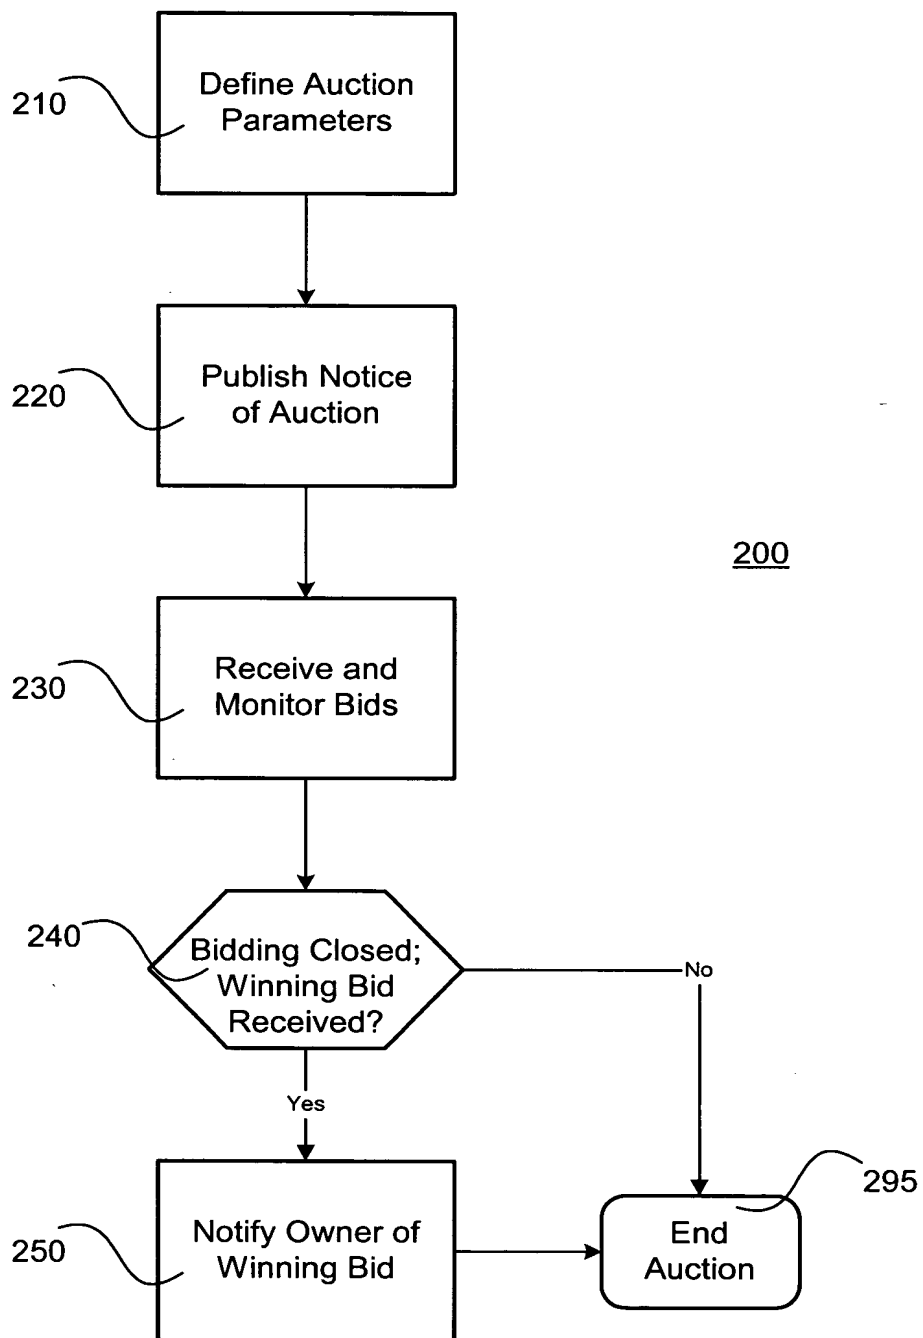 Define Auction
Parameters
210
Publish Notice
of Auction
220
200
Receive and
Monitor Bids
230
240
Bidding Closed;
Winning Bid
Received?
No
Yes
295
Notify Owner of
Winning Bid
250
End
Auction